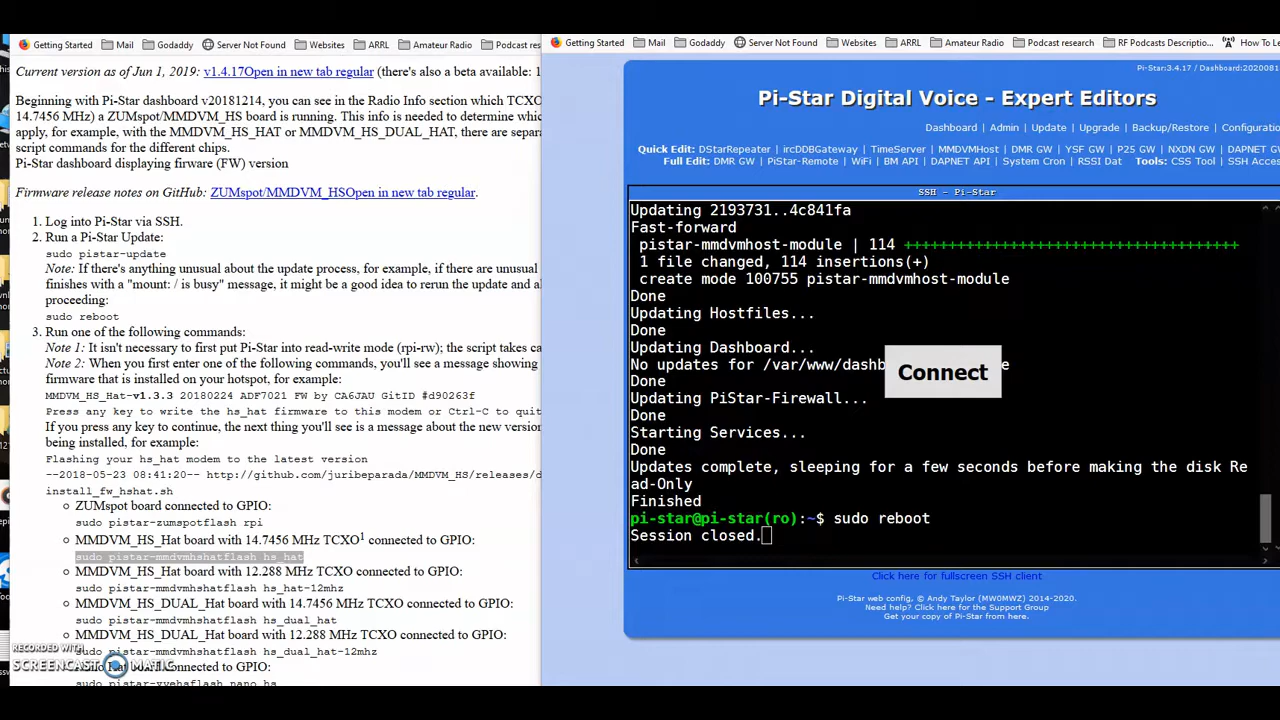 Getting Started Mail Godaddy Server Not Found Websites ARRL Amateur Radio Podcast res
Current version as of Jun 1, 2019: v1.4.17Open in new tab regular (there's also a beta available: 1
Beginning with Pi-Star dashboard v20181214, you can see in the Radio Info section which TCXO
14.7456 MHz) a ZUMspot/MMDVM_HS board is running. This info is needed to determine whic
apply, for example, with the MMDVM_HS_HAT or MMDVM_HS_DUAL_HAT, there are separ
script commands for the different chips.
Pi-Star dashboard displaying firware (FW) version
Firmware release notes on GitHub: ZUMspot/MMDVM_HSOpen in new tab regular.
1. Log into Pi-Star via SSH.
2. Run a Pi-Star Update:
sudo pistar-update
Note: If there's anything unusual about the update process, for example, if there are unusual
finishes with a "mount: / is busy" message, it might be a good idea to rerun the update and al
proceeding:
sudo reboot
3. Run one of the following commands:
Note 1: It isn't necessary to first put Pi-Star into read-write mode (rpi-rw); the script takes ca
Note 2: When you first enter one of the following commands, you'll see a message showing
firmware that is installed on your hotspot, for example:
MMDVM_HS_Hat-v1.3.3 20180224 ADF7021 FW by CA6JAU GitID #d90263f
Press any key to write the hs_hat firmware to this modem or Ctrl-C to quit
If you press any key to continue, the next thing you'll see is a message about the new version
being installed, for example:
Flashing your hs_hat modem to the latest version
--2018-05-23 08:41:20-- http://github.com/juribeparada/MMDVM_HS/releases/d
install_fw_hshat.sh
ZUMspot board connected to GPIO:
sudo pistar-zumspotflash rpi
MMDVM_HS_Hat board with 14.7456 MHz TCXO1 connected to GPIO:
sudo pistar-mmdvmhshatflash hs_hat
MMDVM_HS_Hat board with 12.288 MHz TCXO connected to GPIO:
sudo pistar-mmdvmhshatflash hs_hat-12mhz
MMDVM_HS_DUAL_Hat board with 14.7456 MHz TCXO connected to GPIO:
sudo pistar-mmdvmhshatflash hs_dual_hat
MMDVM_HS_DUAL_Hat board with 12.288 MHz TCXO connected to GPIO:
sudo pistar-mmdvmhshatflash hs_dual_hat-12mhz
Hat board connected to GPIO:
sudo pistar-vyehsflash nano_hs
RECORDED WITH
SCREENCAST MATIC
Getting Started Mail Godaddy Server Not Found Websites ARRL Amateur Radio Podcast research RF Podcasts Descriptio... How To Le
Pi-Star:3.4.17 / Dashboard:2020081
Pi-Star Digital Voice - Expert Editors
Dashboard | Admin | Update | Upgrade | Backup/Restore | Configuratio
Quick Edit: DStarRepeater | ircDDBGateway | TimeServer | MMDVMHost | DMR GW | YSF GW | P25 GW | NXDN GW | DAPNET G
Full Edit: DMR GW | PiStar-Remote | WiFi | BM API | DAPNET API | System Cron | RSSI Dat Tools: CSS Tool | SSH Acce
SSH - Pi-Star
Updating 2193731..4c841fa
Fast-forward
pistar-mmdvmhost-module | 114 +++++++++++++++++++++++++++++++++++++++
1 file changed, 114 insertions(+)
create mode 100755 pistar-mmdvmhost-module
Done
Updating Hostfiles...
Done
Updating Dashboard...
No updates for /var/www/dashb e
Done
Updating PiStar-Firewall...
Done
Starting Services...
Done
Updates complete, sleeping for a few seconds before making the disk Re
ad-Only
Finished
pi-star@pi-star(ro):~$ sudo reboot
Session closed.
Connect
Click here for fullscreen SSH client
Pi-Star web config, © Andy Taylor (MW0MWZ) 2014-2020.
Need help? Click here for the Support Group
Get your copy of Pi-Star from here.